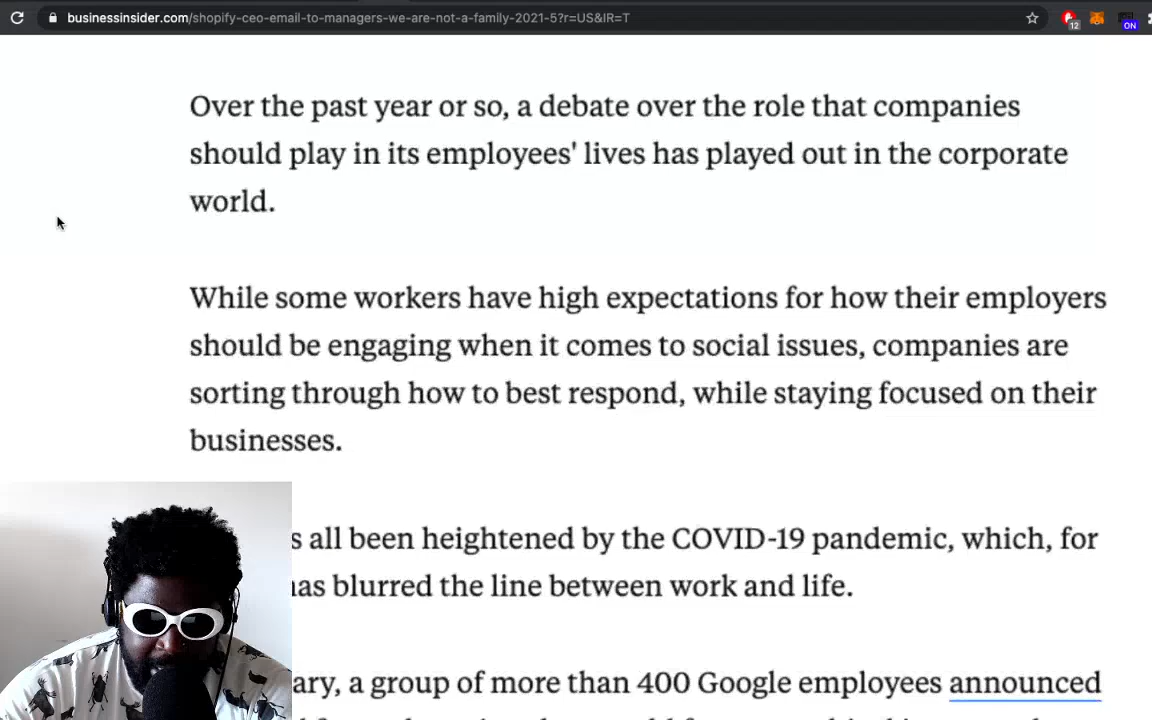 businessinsider.com/shopify-ceo-email-to-managers-we-are-not-a-family-2021-5?r=US&IR=T
12
ON
Over the past year or so, a debate over the role that companies
should play in its employees' lives has played out in the corporate
world.
While some workers have high expectations for how their employers
should be engaging when it comes to social issues, companies are
sorting through how to best respond, while staying focused on their
businesses.
s all been heightened by the COVID-19 pandemic, which, for
has blurred the line between work and life.
ary, a group of more than 400 Google employees announced